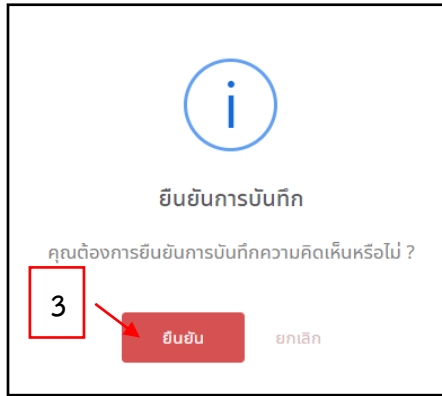 i
ยืนยันการบันทึก
คุณต้องการยืนยันการบันทึกความคิดเห็นหรือไม่ ?
3
ยืนยัน ยกเลิก